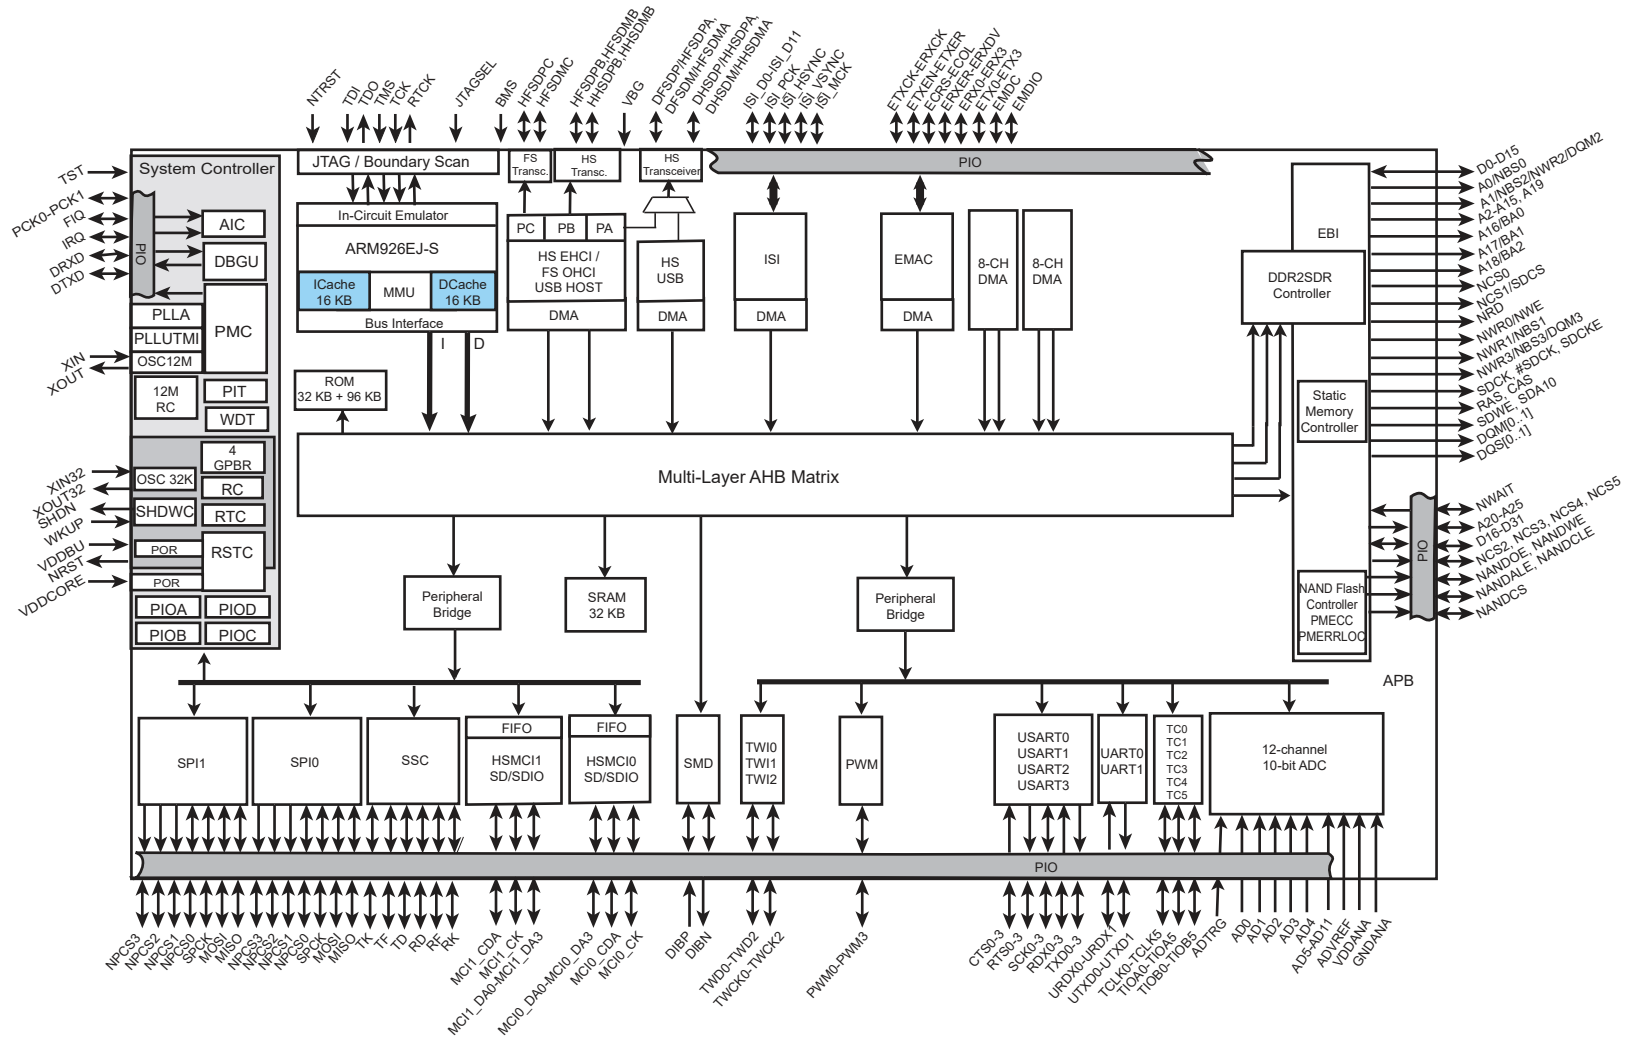 NTRST
TDI
TDO
TMS
TCK
RTCK
JTAGSEL
BMS
HFSDPC
HFSDMC
HFSDPB,HFSDMB
HHSDPB,HHSDMB
VBG
DFSDP/HFSDPA,
DFSDM/HFSDMA
DHSDP/HHSDPA,
DHSDM/HHSDMA
ISI_D0-ISI_D11
ISI_PCK
ISI_HSYNC
ISI_VSYNC
ISI_MCK
ETXCK-ERXCK
ETXEN-ETXER
ECRS-ECOL
ERXER-ERXDV
ERX0-ERX3
ETX0-ETX3
EMDC
EMDIO
System Controller
JTAG / Boundary Scan
FS
Transc.
HS
Transc.
HS
Transceiver
PIO
TST
PCK0-PCK1
FIQ
IRQ
DRXD
DTXD
PIO
AIC
DBGU
PLLA
PLLUTMI
OSC12M
PMC
XIN
XOUT
12M
RC
PIT
WDT
4
GPBR
OSC 32K
RC
SHDWC
RTC
POR
RSTC
POR
XIN32
XOUT32
SHDN
WKUP
VDDBU
NRST
VDDCORE
PIOA
PIOD
PIOB
PIOC
In-Circuit Emulator
ARM926EJ-S
ICache
16 KB
MMU
DCache
16 KB
Bus Interface
I
D
PC
PB
PA
HS EHCI /
FS OHCI
USB HOST
DMA
HS
USB
DMA
ISI
DMA
EMAC
DMA
8-CH
DMA
8-CH
DMA
ROM
32 KB + 96 KB
Multi-Layer AHB Matrix
EBI
DDR2SDR
Controller
Static
Memory
Controller
NAND Flash
Controller
PMECC
PMERRLOC
D0-D15
A0/NBS0
A1/NBS2/NWR2/DQM2
A2-A15, A19
A16/BA0
A17/BA1
A18/BA2
NCS0
NCS1/SDCS
NRD
NWR0/NWE
NWR1/NBS1
NWR3/NBS3/DQM3
SDCK, #SDCK, SDCKE
RAS, CAS
SDWE, SDA10
DQM[0..1]
DQS[0..1]
PIO
NWAIT
A20-A25
D16-D31
NCS2, NCS3, NCS4, NCS5
NANDOE, NANDWE
NANDALE, NANDCLE
NANDCS
Peripheral
Bridge
SRAM
32 KB
Peripheral
Bridge
APB
SPI1
SPI0
SSC
FIFO
HSMCI1
SD/SDIO
FIFO
HSMCI0
SD/SDIO
SMD
TWI0
TWI1
TWI2
PWM
USART0
USART1
USART2
USART3
UART0
UART1
TC0
TC1
TC2
TC3
TC4
TC5
12-channel
10-bit ADC
PIO
NPCS3
NPCS2
NPCS1
NPCS0
SPCK
MOSI
MISO
NPCS3
NPCS2
NPCS1
NPCS0
SPCK
MOSI
MISO
TK
TF
TD
RD
RF
RK
MCI1_CDA
MCI1_CK
MCI1_DA0-MCI1_DA3
MCI0_DA0-MCI0_DA3
MCI0_CDA
MCI0_CK
DIBP
DIBN
TWD0-TWD2
TWCK0-TWCK2
PWM0-PWM3
CTS0-3
RTS0-3
SCK0-3
RDX0-3
TXD0-3
URDX0-URDX1
UTXD0-UTXD1
TCLK0-TCLK5
TIOA0-TIOA5
TIOB0-TIOB5
ADTRG
AD0
AD1
AD2
AD3
AD4
AD5-AD11
ADVREF
VDDANA
GNDANA